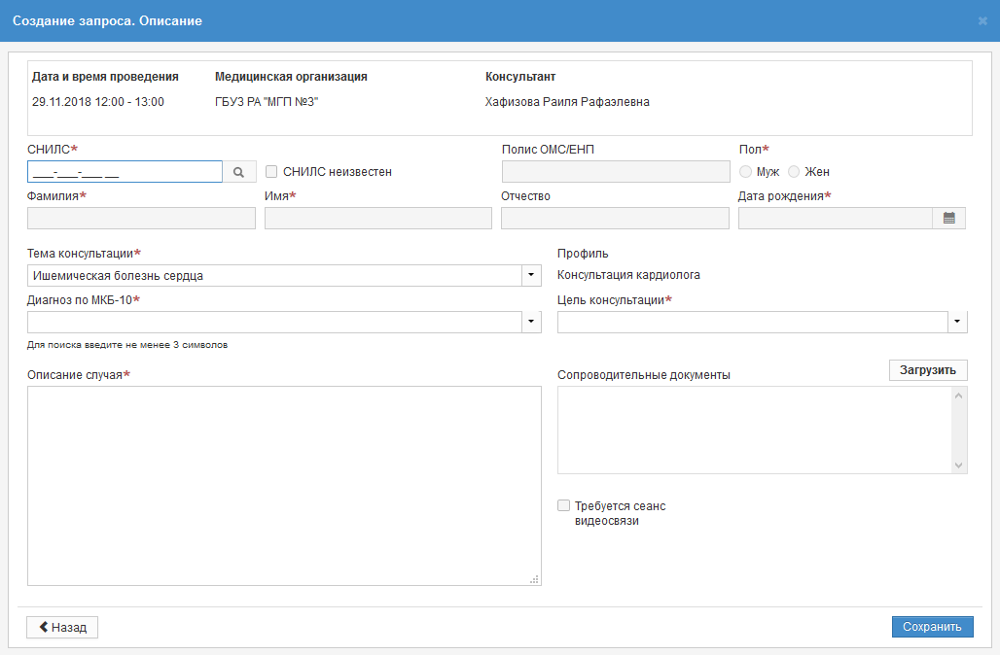 Создание запроса. Описание
Дата и время проведения Медицинская организация Консультант
29.11.2018 12:00 - 13:00 ГБУЗ РА "МГП №3" Хафизова Раиля Рафаэлевна
СНИЛС* Полис ОМС/ЕНП Пол*
___-___-___ __ СНИЛС неизвестен Муж Жен
Фамилия* Имя* Отчество Дата рождения*
Тема консультации* Профиль
Ишемическая болезнь сердца Консультация кардиолога
Диагноз по МКБ-10* Цель консультации*
Для поиска введите не менее 3 символов
Описание случая* Сопроводительные документы Загрузить
Требуется сеанс
видеосвязи
Назад Сохранить